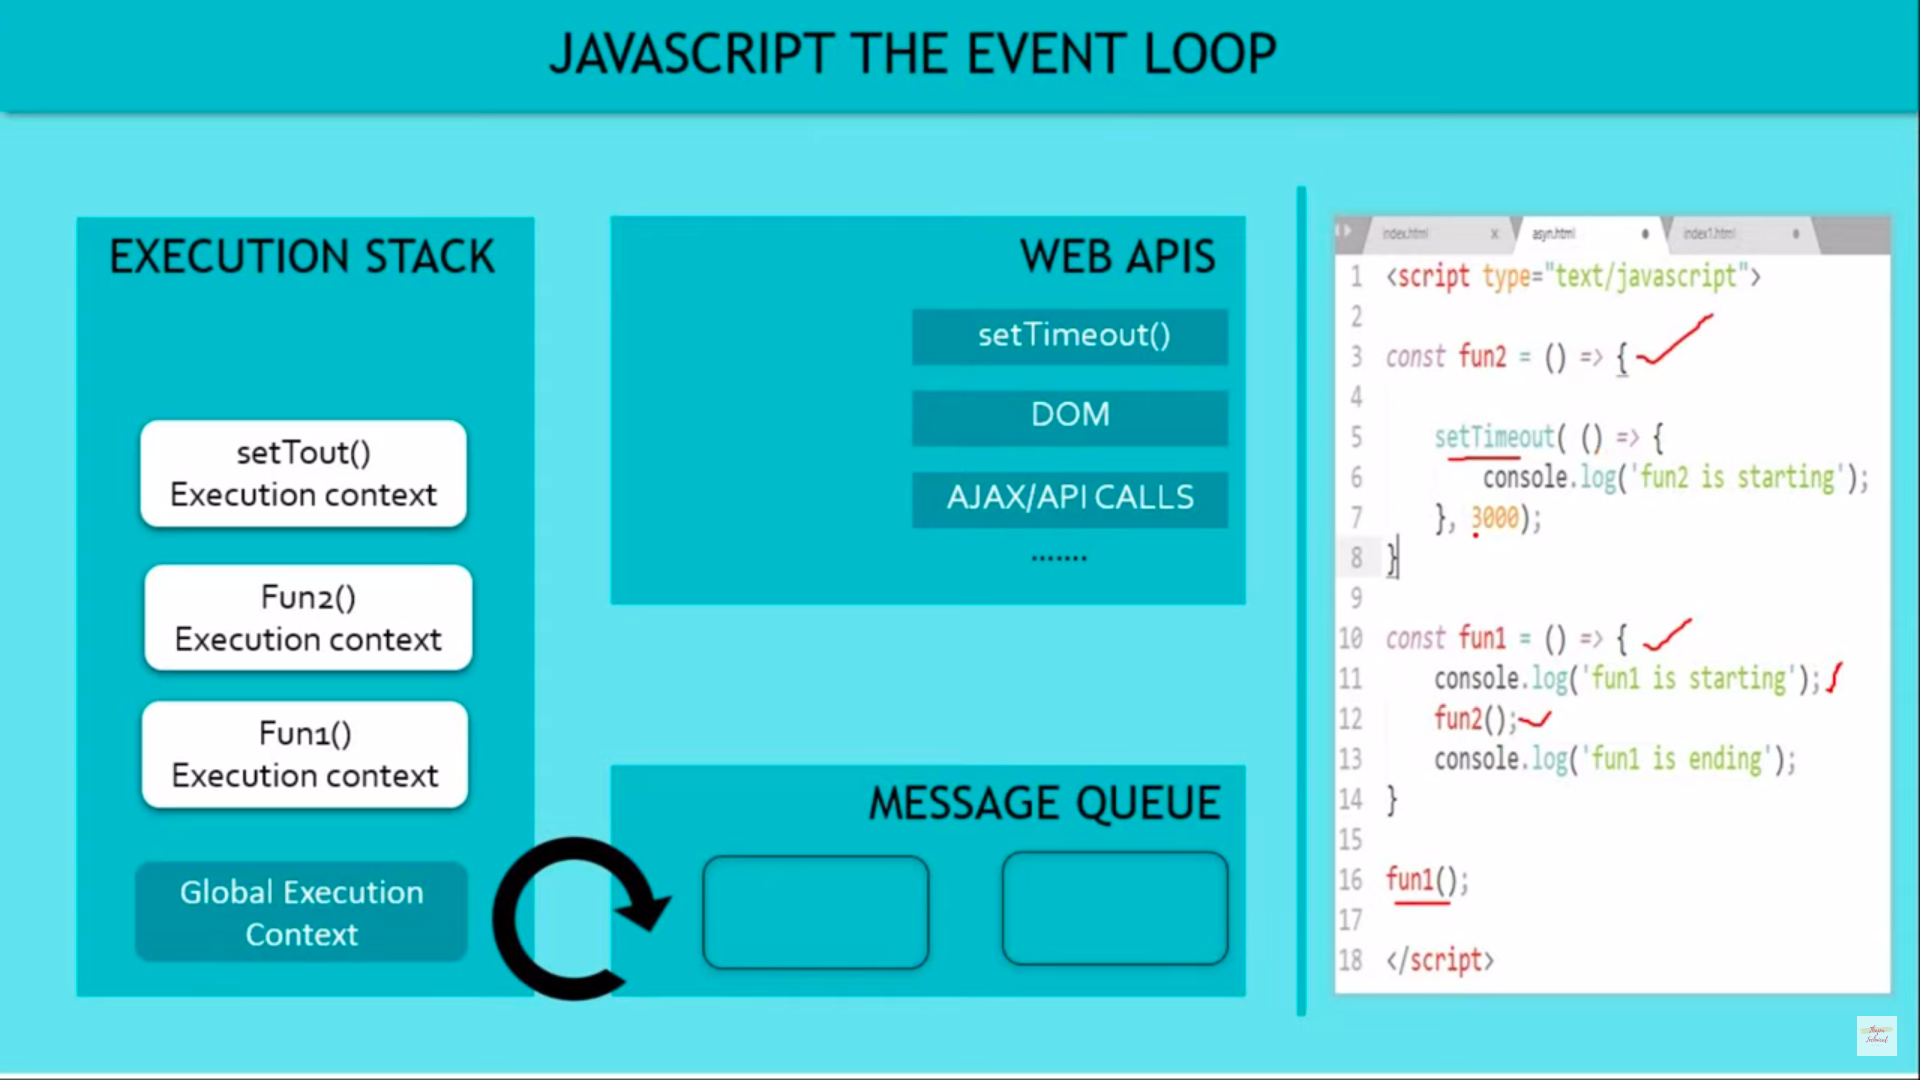 JAVASCRIPT THE EVENT LOOP
EXECUTION STACK
setTout()
Execution context
Fun2()
Execution context
Fun1()
Execution context
Global Execution
Context
WEB APIS
setTimeout()
DOM
AJAX/API CALLS
.......
MESSAGE QUEUE
index.html x asyn.html index1.html
1 <script type="text/javascript">
2
3 const fun2 = () => {
4
5 setTimeout( () => {
6 console.log('fun2 is starting');
7 }, 3000);
8 }
9
10 const fun1 = () => {
11 console.log('fun1 is starting');
12 fun2();
13 console.log('fun1 is ending');
14 }
15
16 fun1();
17
18 </script>